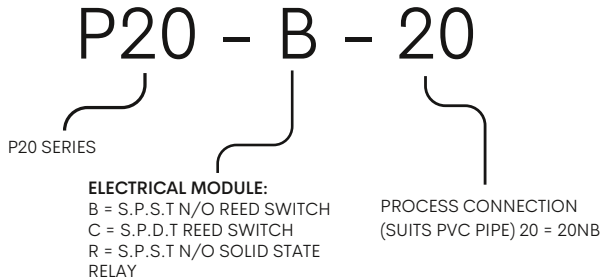 P20 - B - 20
P20 SERIES
ELECTRICAL MODULE:
B = S.P.S.T N/O REED SWITCH
C = S.P.D.T REED SWITCH
R = S.P.S.T N/O SOLID STATE
RELAY
PROCESS CONNECTION
(SUITS PVC PIPE) 20 = 20NB